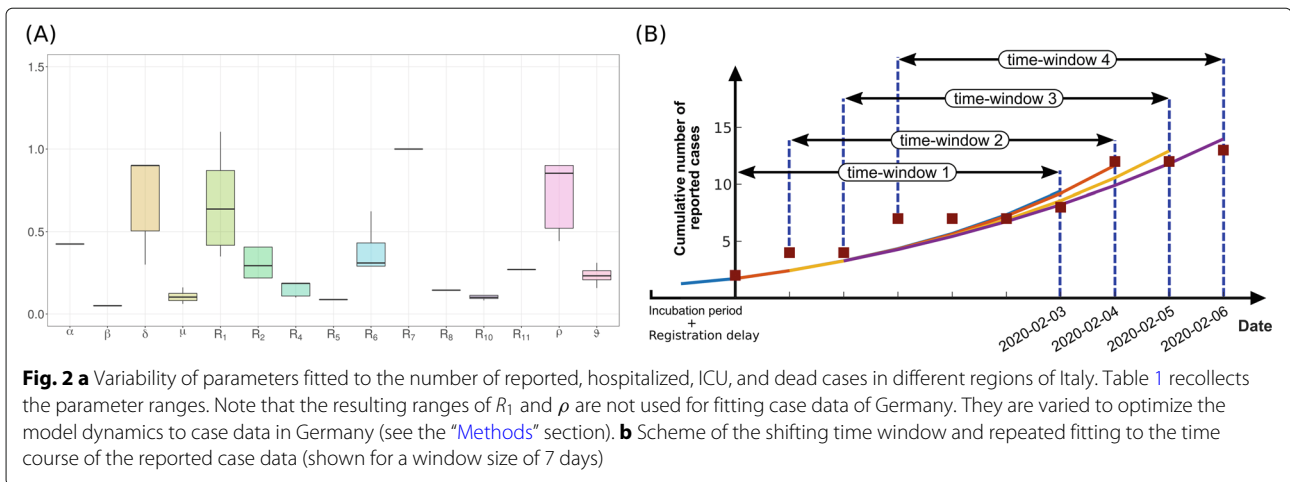 (A)
1.5
1.0
0.5
0.0
α β δ μ R1 R2 R4 R5 R6 R7 R8 R10 R11 ρ ϑ
(B)
time-window 4
time-window 3
time-window 2
time-window 1
Cumulative number of
reported cases
15
10
5
Incubation period
+
Registration delay
2020-02-03
2020-02-04
2020-02-05
2020-02-06
Date
Fig. 2 a Variability of parameters fitted to the number of reported, hospitalized, ICU, and dead cases in different regions of Italy. Table 1 recollects
the parameter ranges. Note that the resulting ranges of R1 and ρ are not used for fitting case data of Germany. They are varied to optimize the
model dynamics to case data in Germany (see the “Methods” section). b Scheme of the shifting time window and repeated fitting to the time
course of the reported case data (shown for a window size of 7 days)